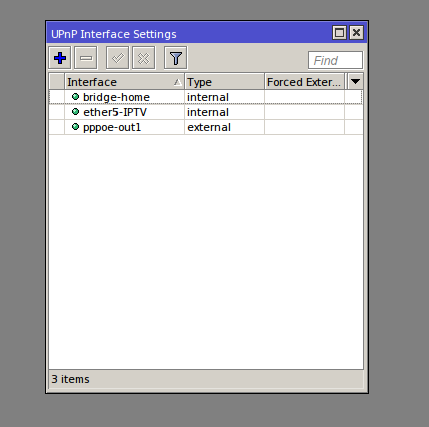 UPnP Interface Settings
Find
Interface Type Forced Exter...
bridge-home internal
ether5-IPTV internal
pppoe-out1 external
3 items